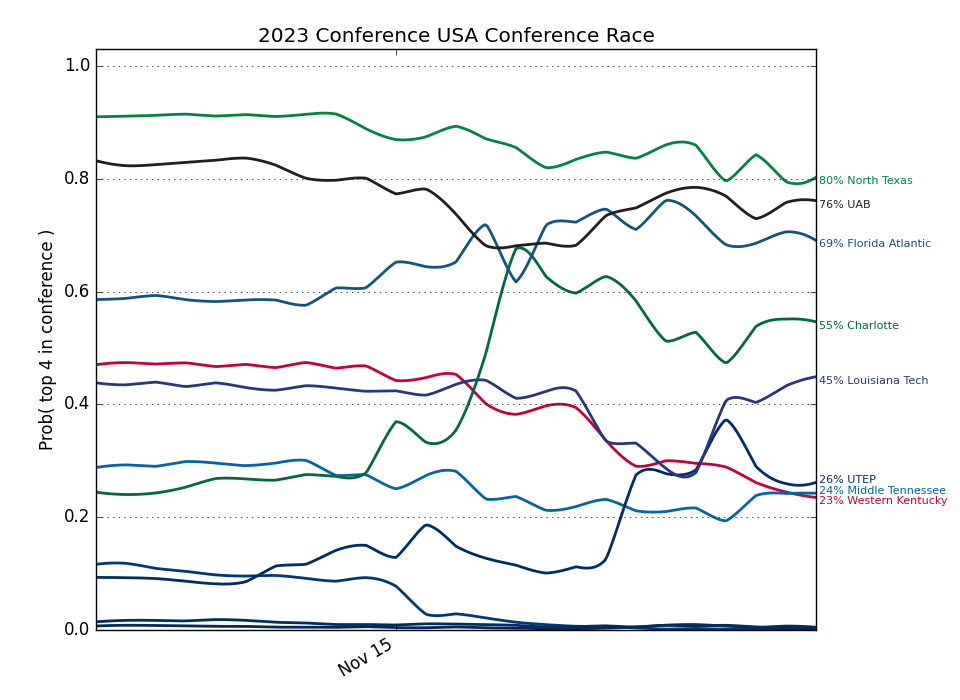 2023 Conference USA Conference Race
Prob( top 4 in conference )
1.0
0.8
0.6
0.4
0.2
0.0
Nov 15
80% North Texas
76% UAB
69% Florida Atlantic
55% Charlotte
45% Louisiana Tech
26% UTEP
24% Middle Tennessee
23% Western Kentucky